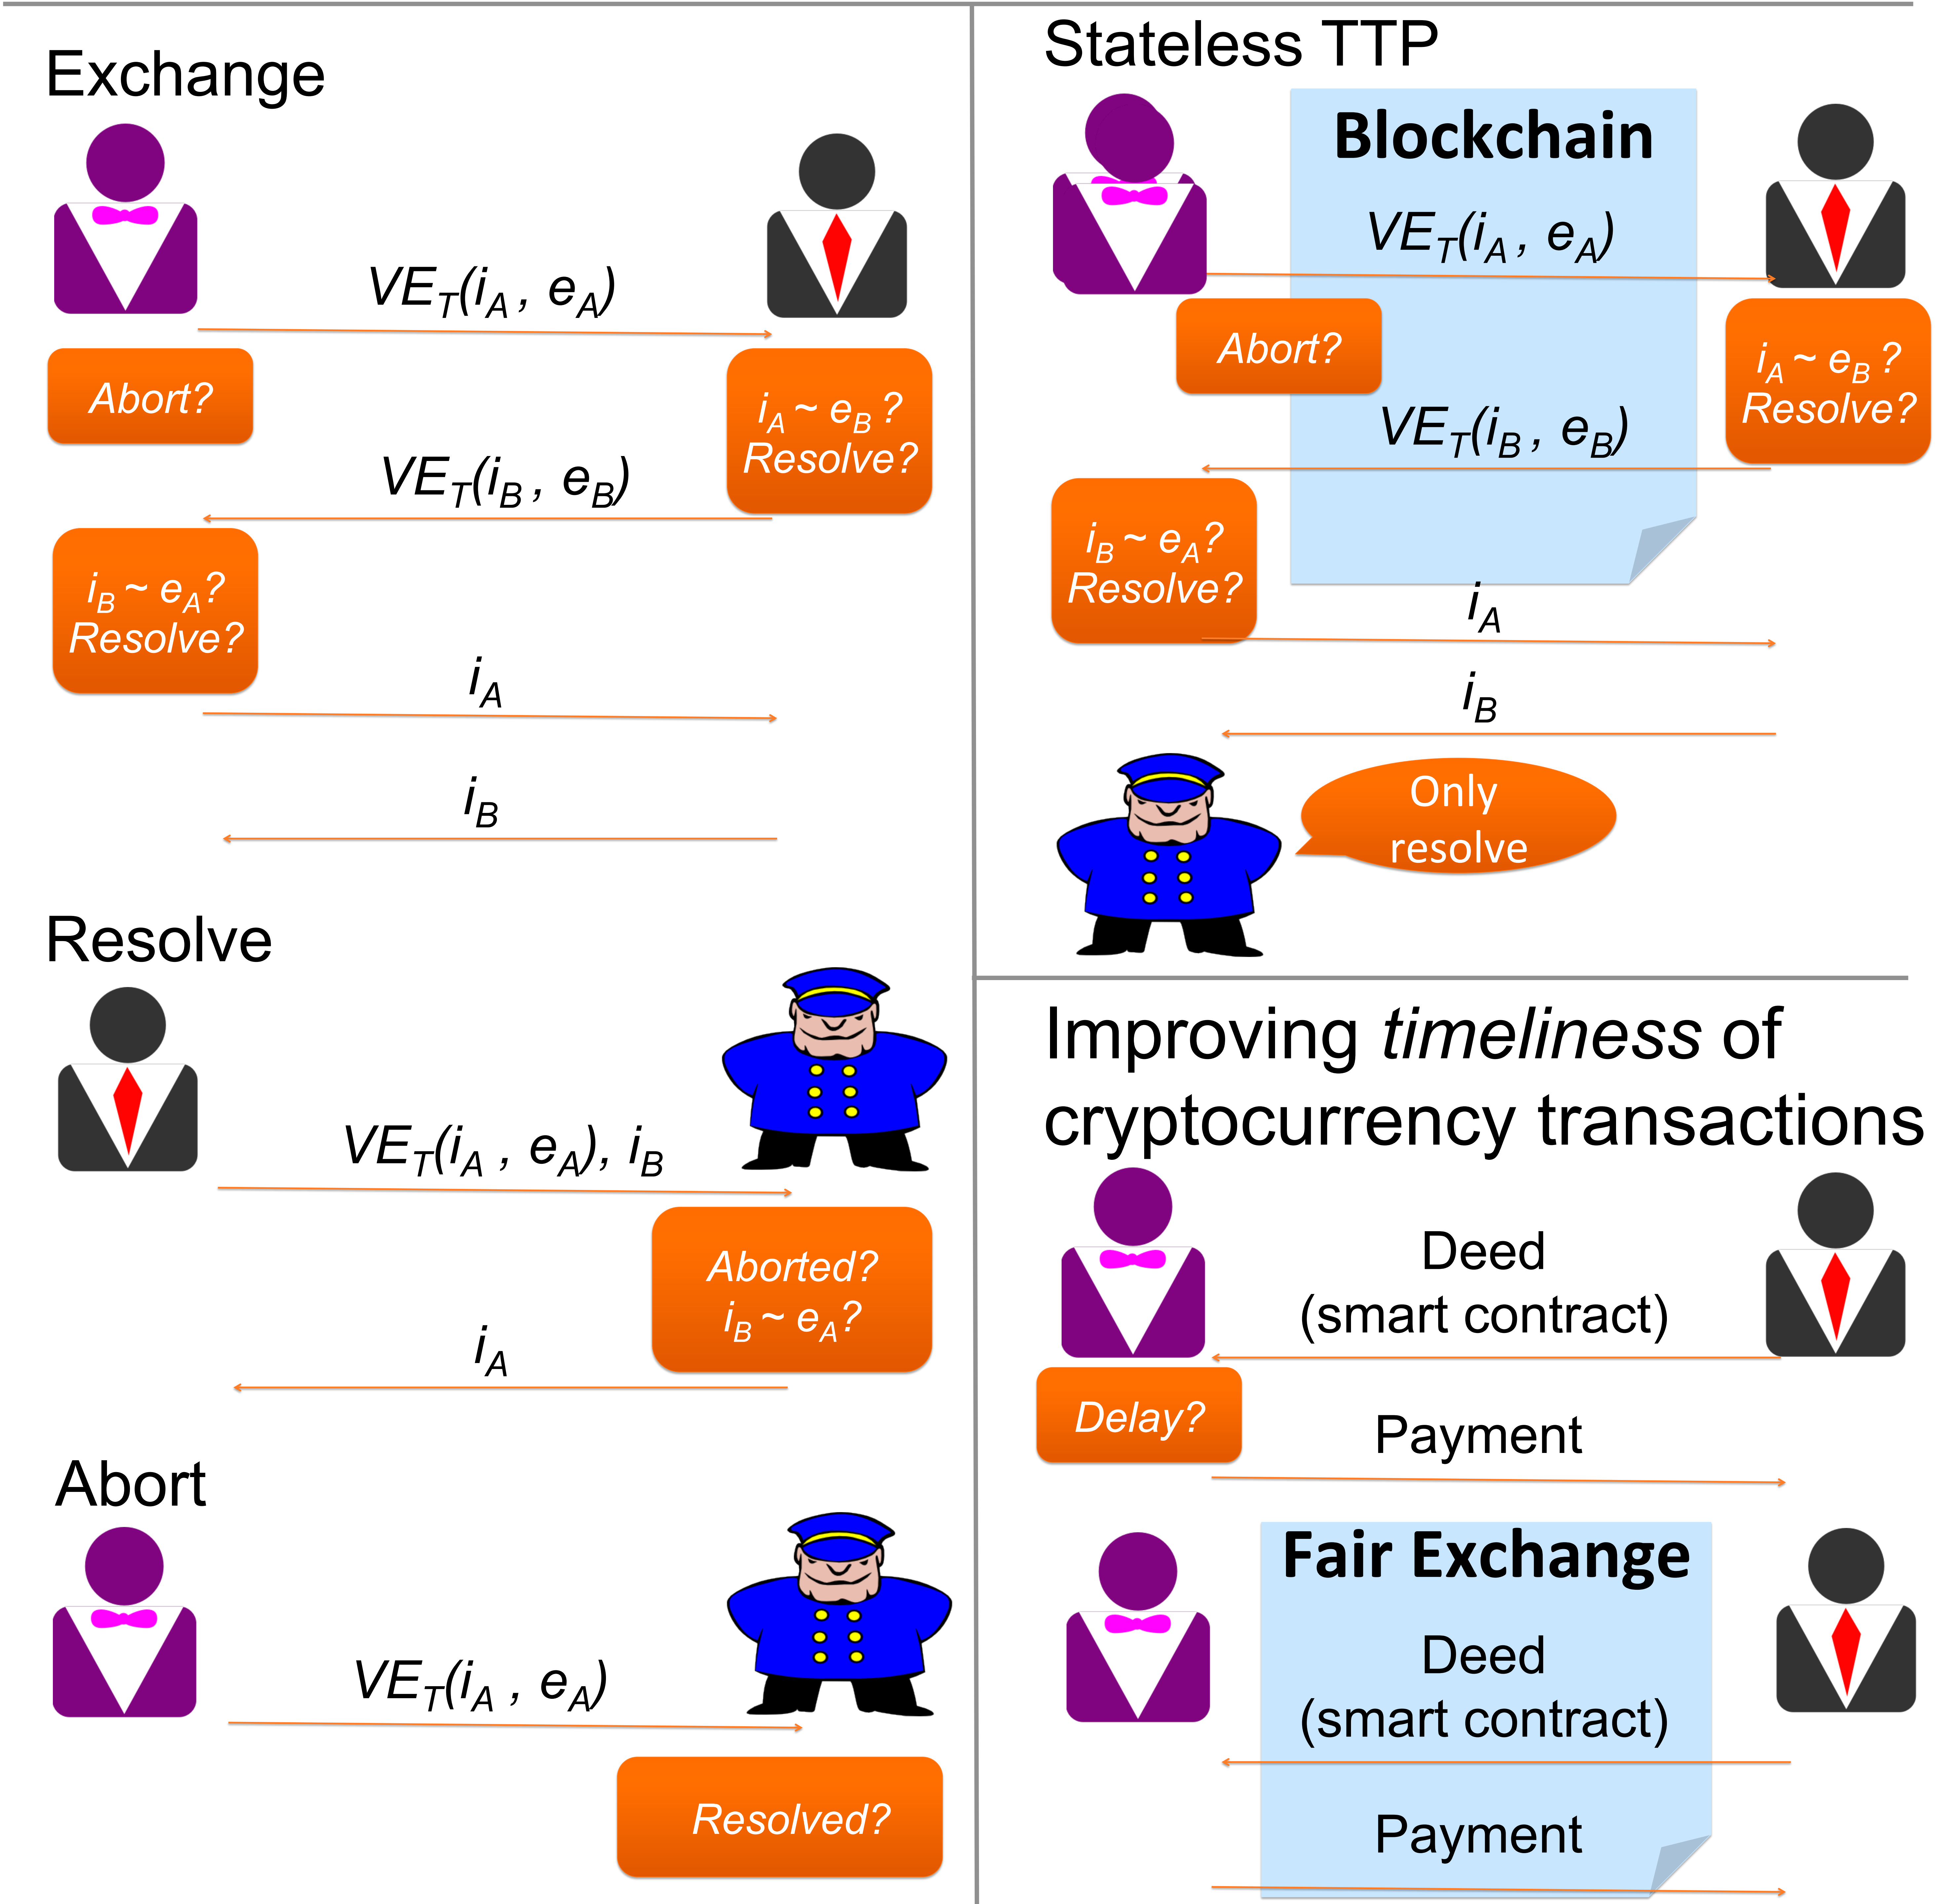 Exchange
VE_T(i_A , e_A)
Abort?
i_A ~ e_B ?
Resolve?
VE_T(i_B , e_B)
i_B ~ e_A?
Resolve?
i_A
i_B
Resolve
VE_T(i_A , e_A), i_B
Aborted?
i_B ~ e_A?
i_A
Abort
VE_T(i_A , e_A)
Resolved?
Stateless TTP
Blockchain
VE_T(i_A , e_A)
Abort?
i_A ~ e_B ?
Resolve?
VE_T(i_B , e_B)
i_B ~ e_A?
Resolve?
i_A
i_B
Only
resolve
Improving timeliness of
cryptocurrency transactions
Deed
(smart contract)
Delay?
Payment
Fair Exchange
Deed
(smart contract)
Payment